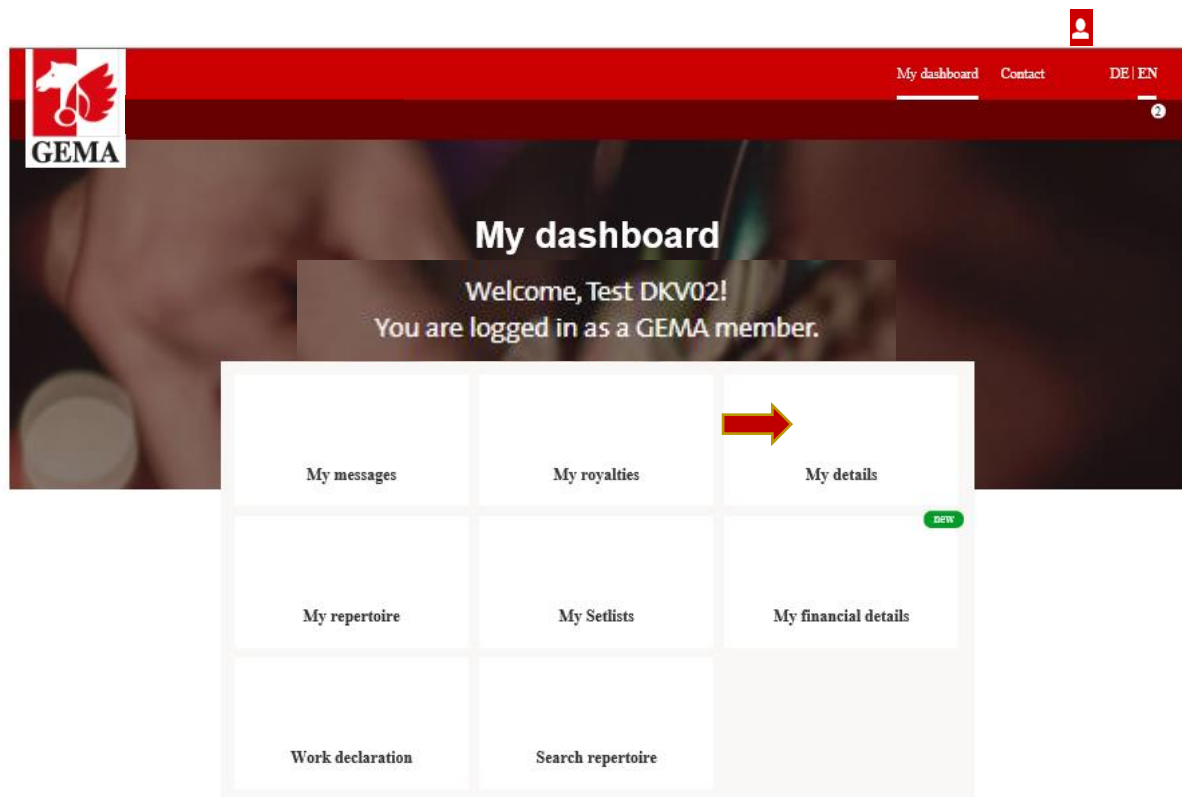 My dashboard Contact DE | EN
2
GEMA
My dashboard
Welcome, Test DKV02!
You are logged in as a GEMA member.
My messages My royalties My details
new
My repertoire My Setlists My financial details
Work declaration Search repertoire